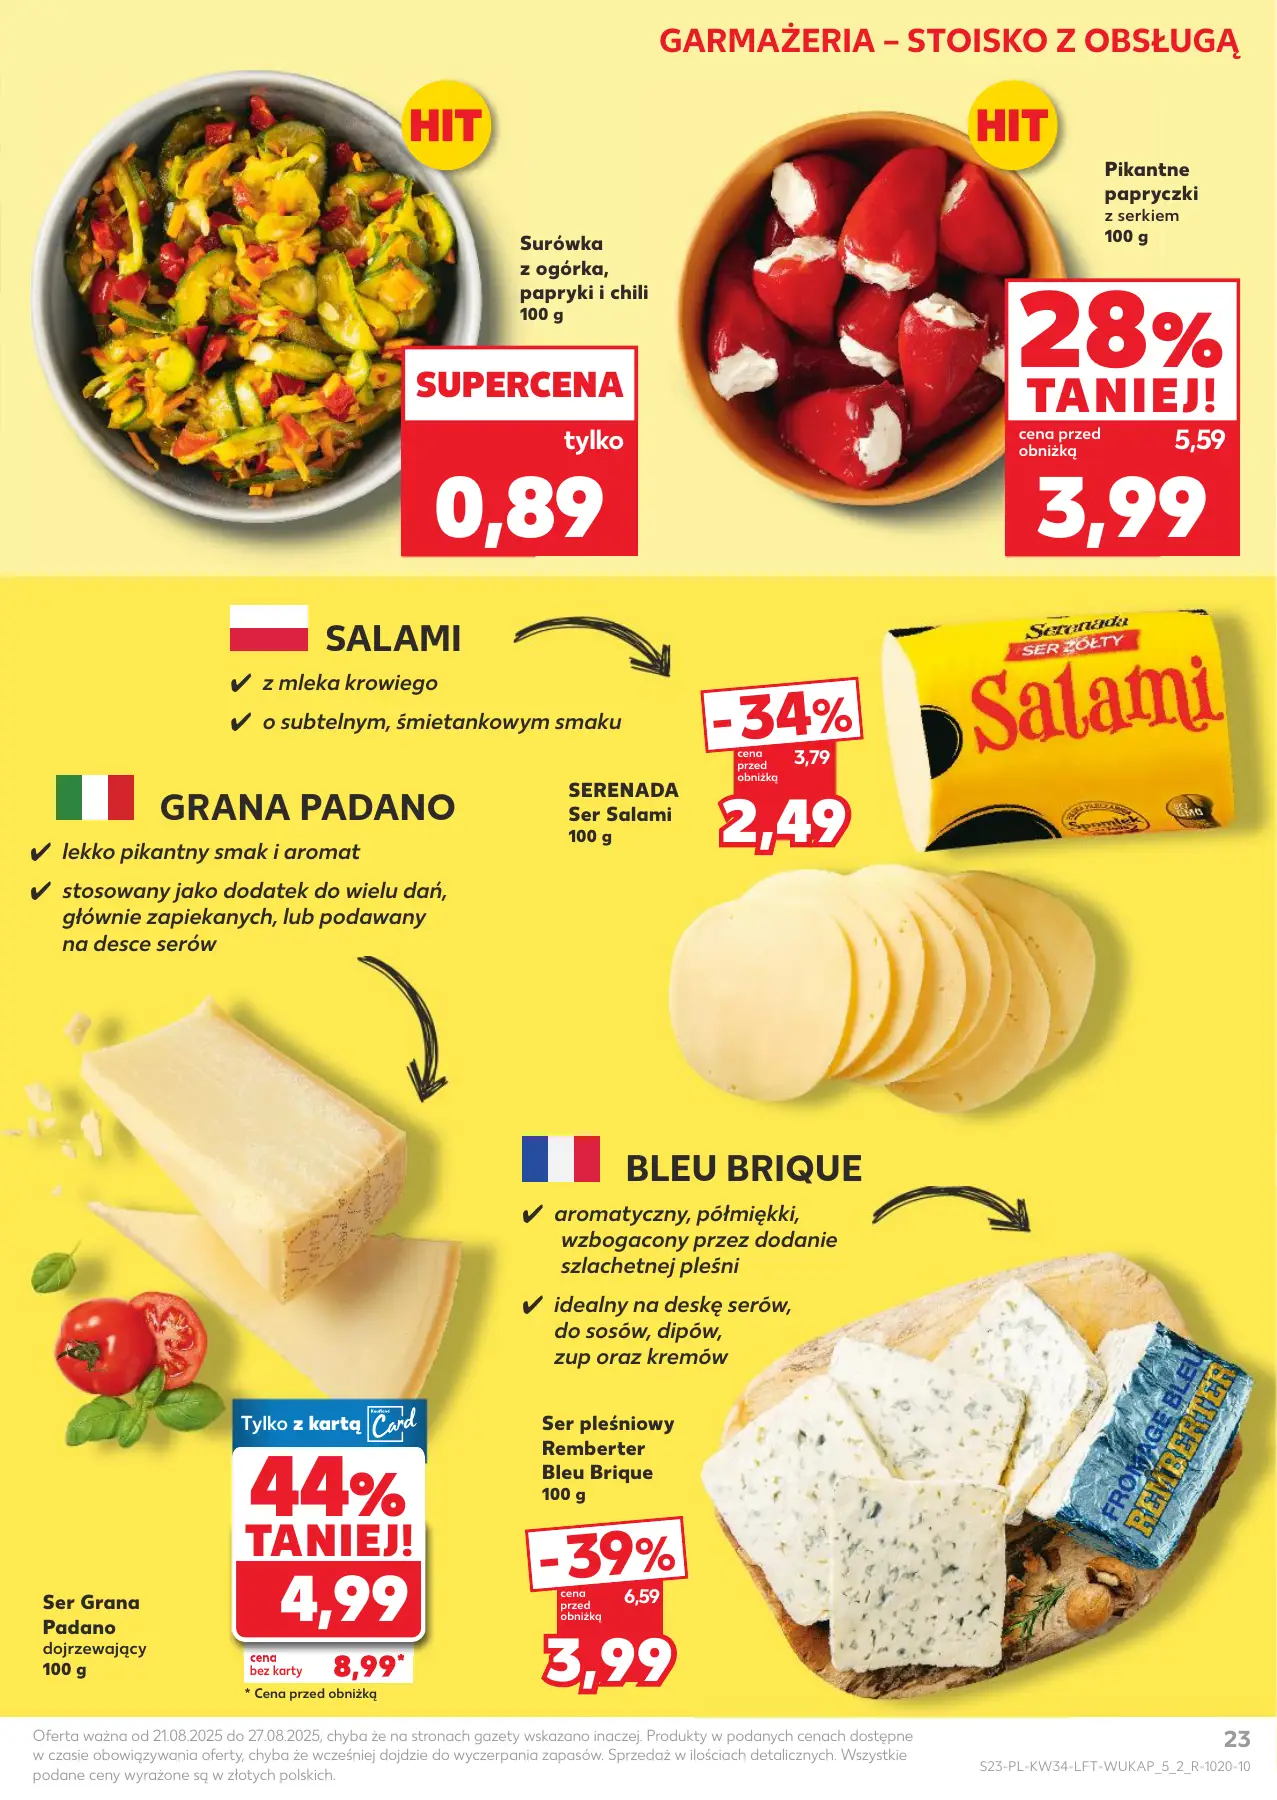 GARMAŻERIA – STOISKO Z OBSŁUGĄ
HIT
Surówka
z ogórka,
papryki i chili
100 g
SUPERCENA
tylko
0,89
HIT
Pikantne
papryczki
z serkiem
100 g
28%
TANIEJ!
cena przed
obniżką
5,59
3,99
SALAMI
✔ z mleka krowiego
✔ o subtelnym, śmietankowym smaku
Serenada
SER ŻÓŁTY
Salami
Spomlek
SERENADA
Ser Salami
100 g
-34%
cena
przed
obniżką
3,79
2,49
GRANA PADANO
✔ lekko pikantny smak i aromat
✔ stosowany jako dodatek do wielu dań,
głównie zapiekanych, lub podawany
na desce serów
BLEU BRIQUE
✔ aromatyczny, półmiękki,
wzbogacony przez dodanie
szlachetnej pleśni
✔ idealny na deskę serów,
do sosów, dipów,
zup oraz kremów
Ser pleśniowy
Remberter
Bleu Brique
100 g
-39%
cena
przed
obniżką
6,59
3,99
FROMAGE BLEU
REMBERTER
Ser Grana
Padano
dojrzewający
100 g
Tylko z kartą
Kaufland
Card
44%
TANIEJ!
4,99
cena
bez karty
8,99*
* Cena przed obniżką
Oferta ważna od 21.08.2025 do 27.08.2025, chyba że na stronach gazety wskazano inaczej. Produkty w podanych cenach dostępne
w czasie obowiązywania oferty, chyba że wcześniej dojdzie do wyczerpania zapasów. Sprzedaż w ilościach detalicznych. Wszystkie
podane ceny wyrażone są w złotych polskich.
23
S23-PL-KW34-LFT-WUKAP_5_2_R-1020-10